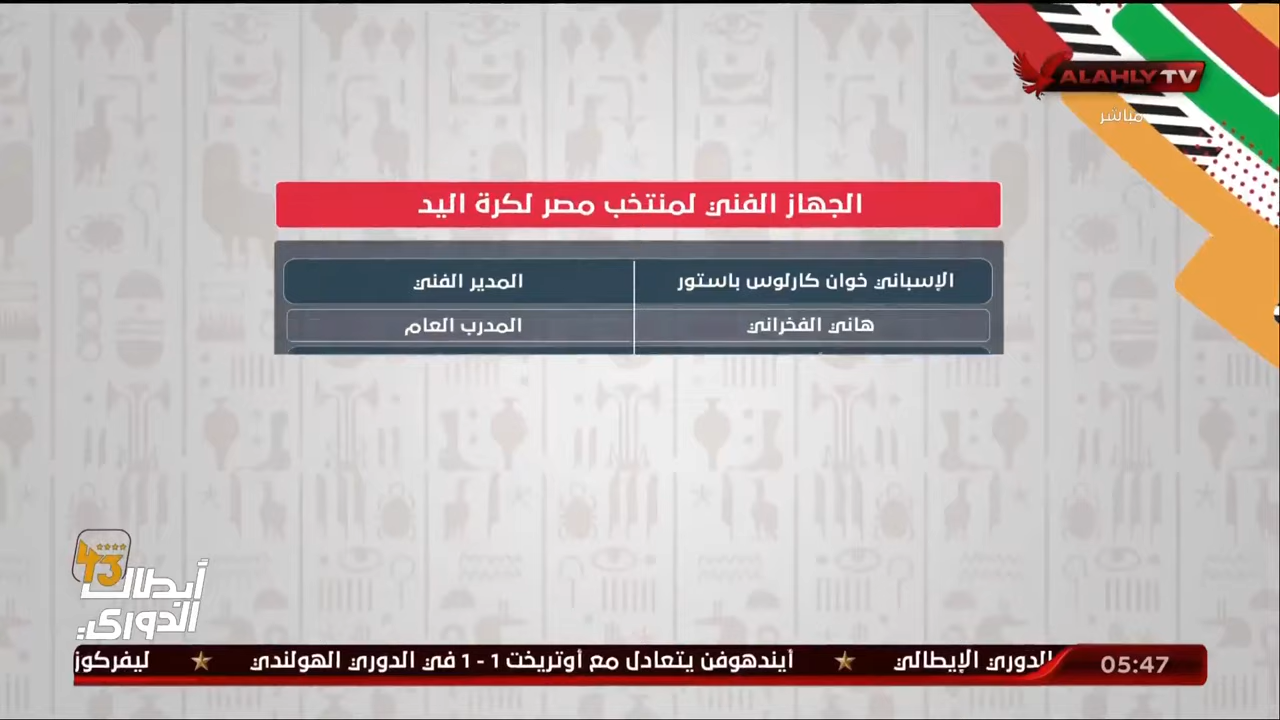 ALAHLY TV
مباشر
الجهاز الفني لمنتخب مصر لكرة اليد
الإسباني خوان كارلوس باستور المدير الفني
هاني الفخراني المدرب العام
43
أبطال
الدوري
05:47
الدوري الإيطالي ★ أيندهوفن يتعادل مع أوتريخت 1 - 1 في الدوري الهولندي ★ ليفركوز